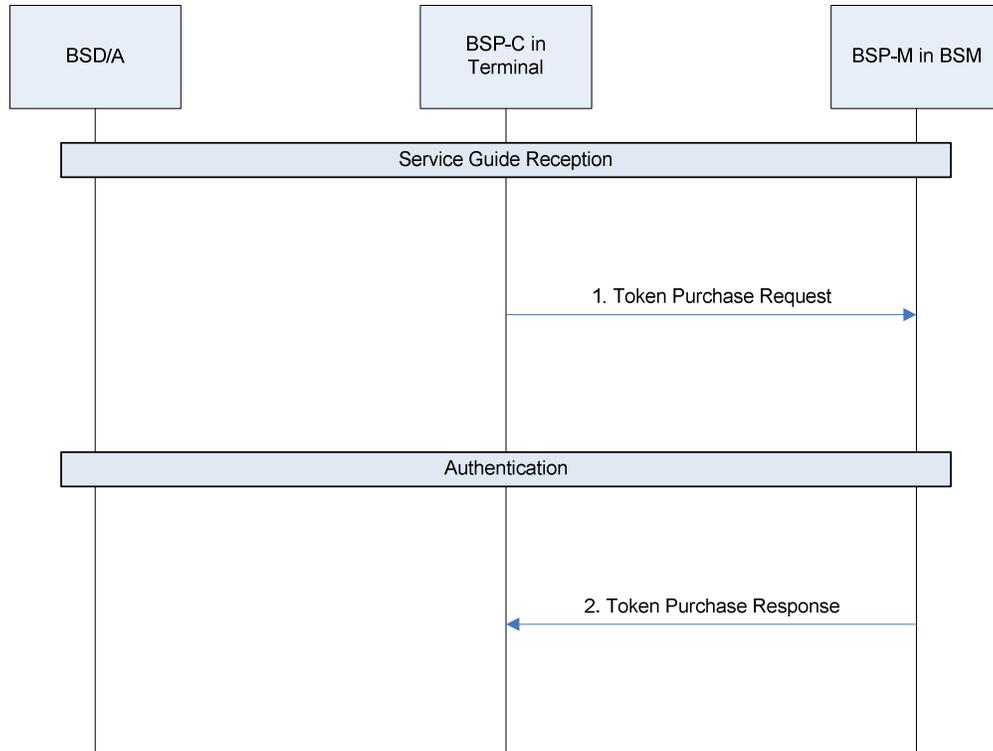 BSD/A
BSP-C in
Terminal
BSP-M in BSM
Service Guide Reception
1. Token Purchase Request
Authentication
2. Token Purchase Response